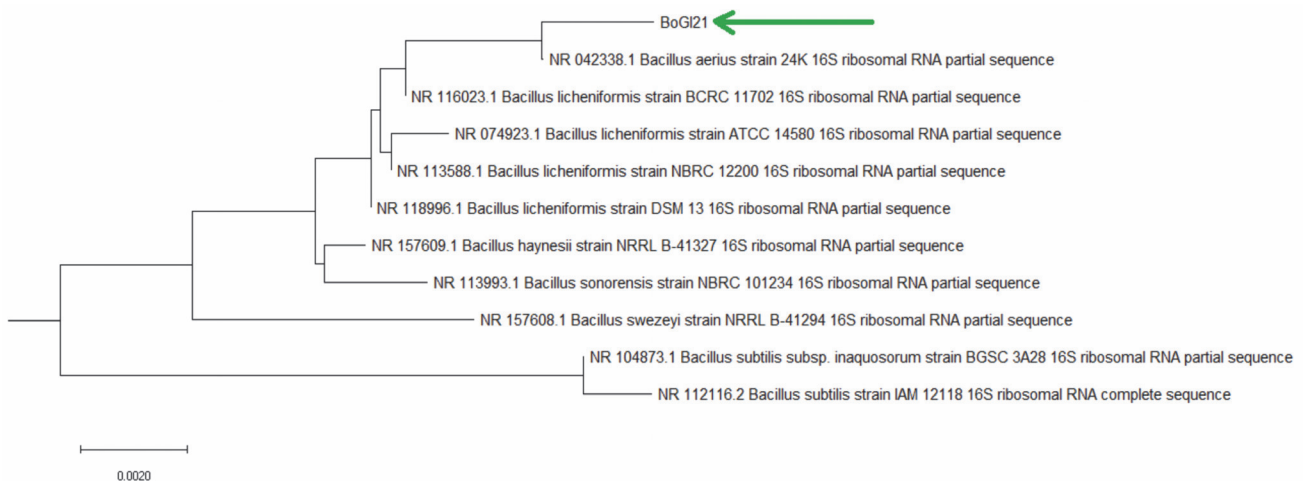 BoGl21
NR 042338.1 Bacillus aerius strain 24K 16S ribosomal RNA partial sequence
NR 116023.1 Bacillus licheniformis strain BCRC 11702 16S ribosomal RNA partial sequence
NR 074923.1 Bacillus licheniformis strain ATCC 14580 16S ribosomal RNA partial sequence
NR 113588.1 Bacillus licheniformis strain NBRC 12200 16S ribosomal RNA partial sequence
NR 118996.1 Bacillus licheniformis strain DSM 13 16S ribosomal RNA partial sequence
NR 157609.1 Bacillus haynesii strain NRRL B-41327 16S ribosomal RNA partial sequence
NR 113993.1 Bacillus sonorensis strain NBRC 101234 16S ribosomal RNA partial sequence
NR 157608.1 Bacillus swezeyi strain NRRL B-41294 16S ribosomal RNA partial sequence
NR 104873.1 Bacillus subtilis subsp. inaquosorum strain BGSC 3A28 16S ribosomal RNA partial sequence
NR 112116.2 Bacillus subtilis strain IAM 12118 16S ribosomal RNA complete sequence
0.0020